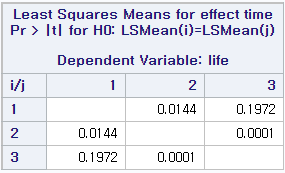 Least Squares Means for effect time
Pr > |t| for H0: LSMean(i)=LSMean(j)
Dependent Variable: life
i/j 1 2 3
1 0.0144 0.1972
2 0.0144 0.0001
3 0.1972 0.0001